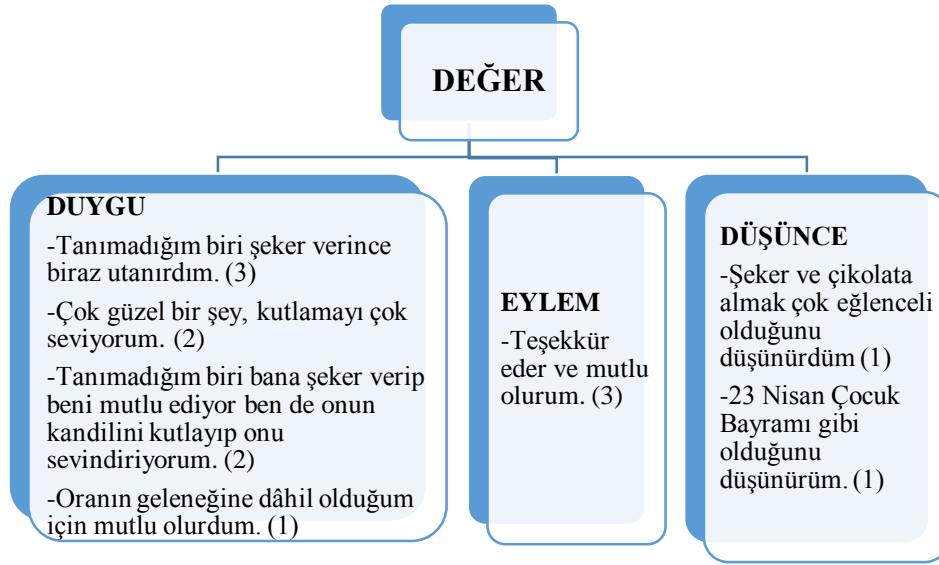 DEĞER
DUYGU
-Tanımadığım biri şeker verince
biraz utanırdım. (3)
-Çok güzel bir şey, kutlamayı çok
seviyorum. (2)
-Tanımadığım biri bana şeker verip
beni mutlu ediyor ben de onun
kandilini kutlayıp onu
sevindiriyorum. (2)
-Oranın geleneğine dâhil olduğum
için mutlu olurdum. (1)
EYLEM
-Teşekkür
eder ve mutlu
olurum. (3)
DÜŞÜNCE
-Şeker ve çikolata
almak çok eğlenceli
olduğunu
düşünürdüm (1)
-23 Nisan Çocuk
Bayramı gibi
olduğunu
düşünürüm. (1)